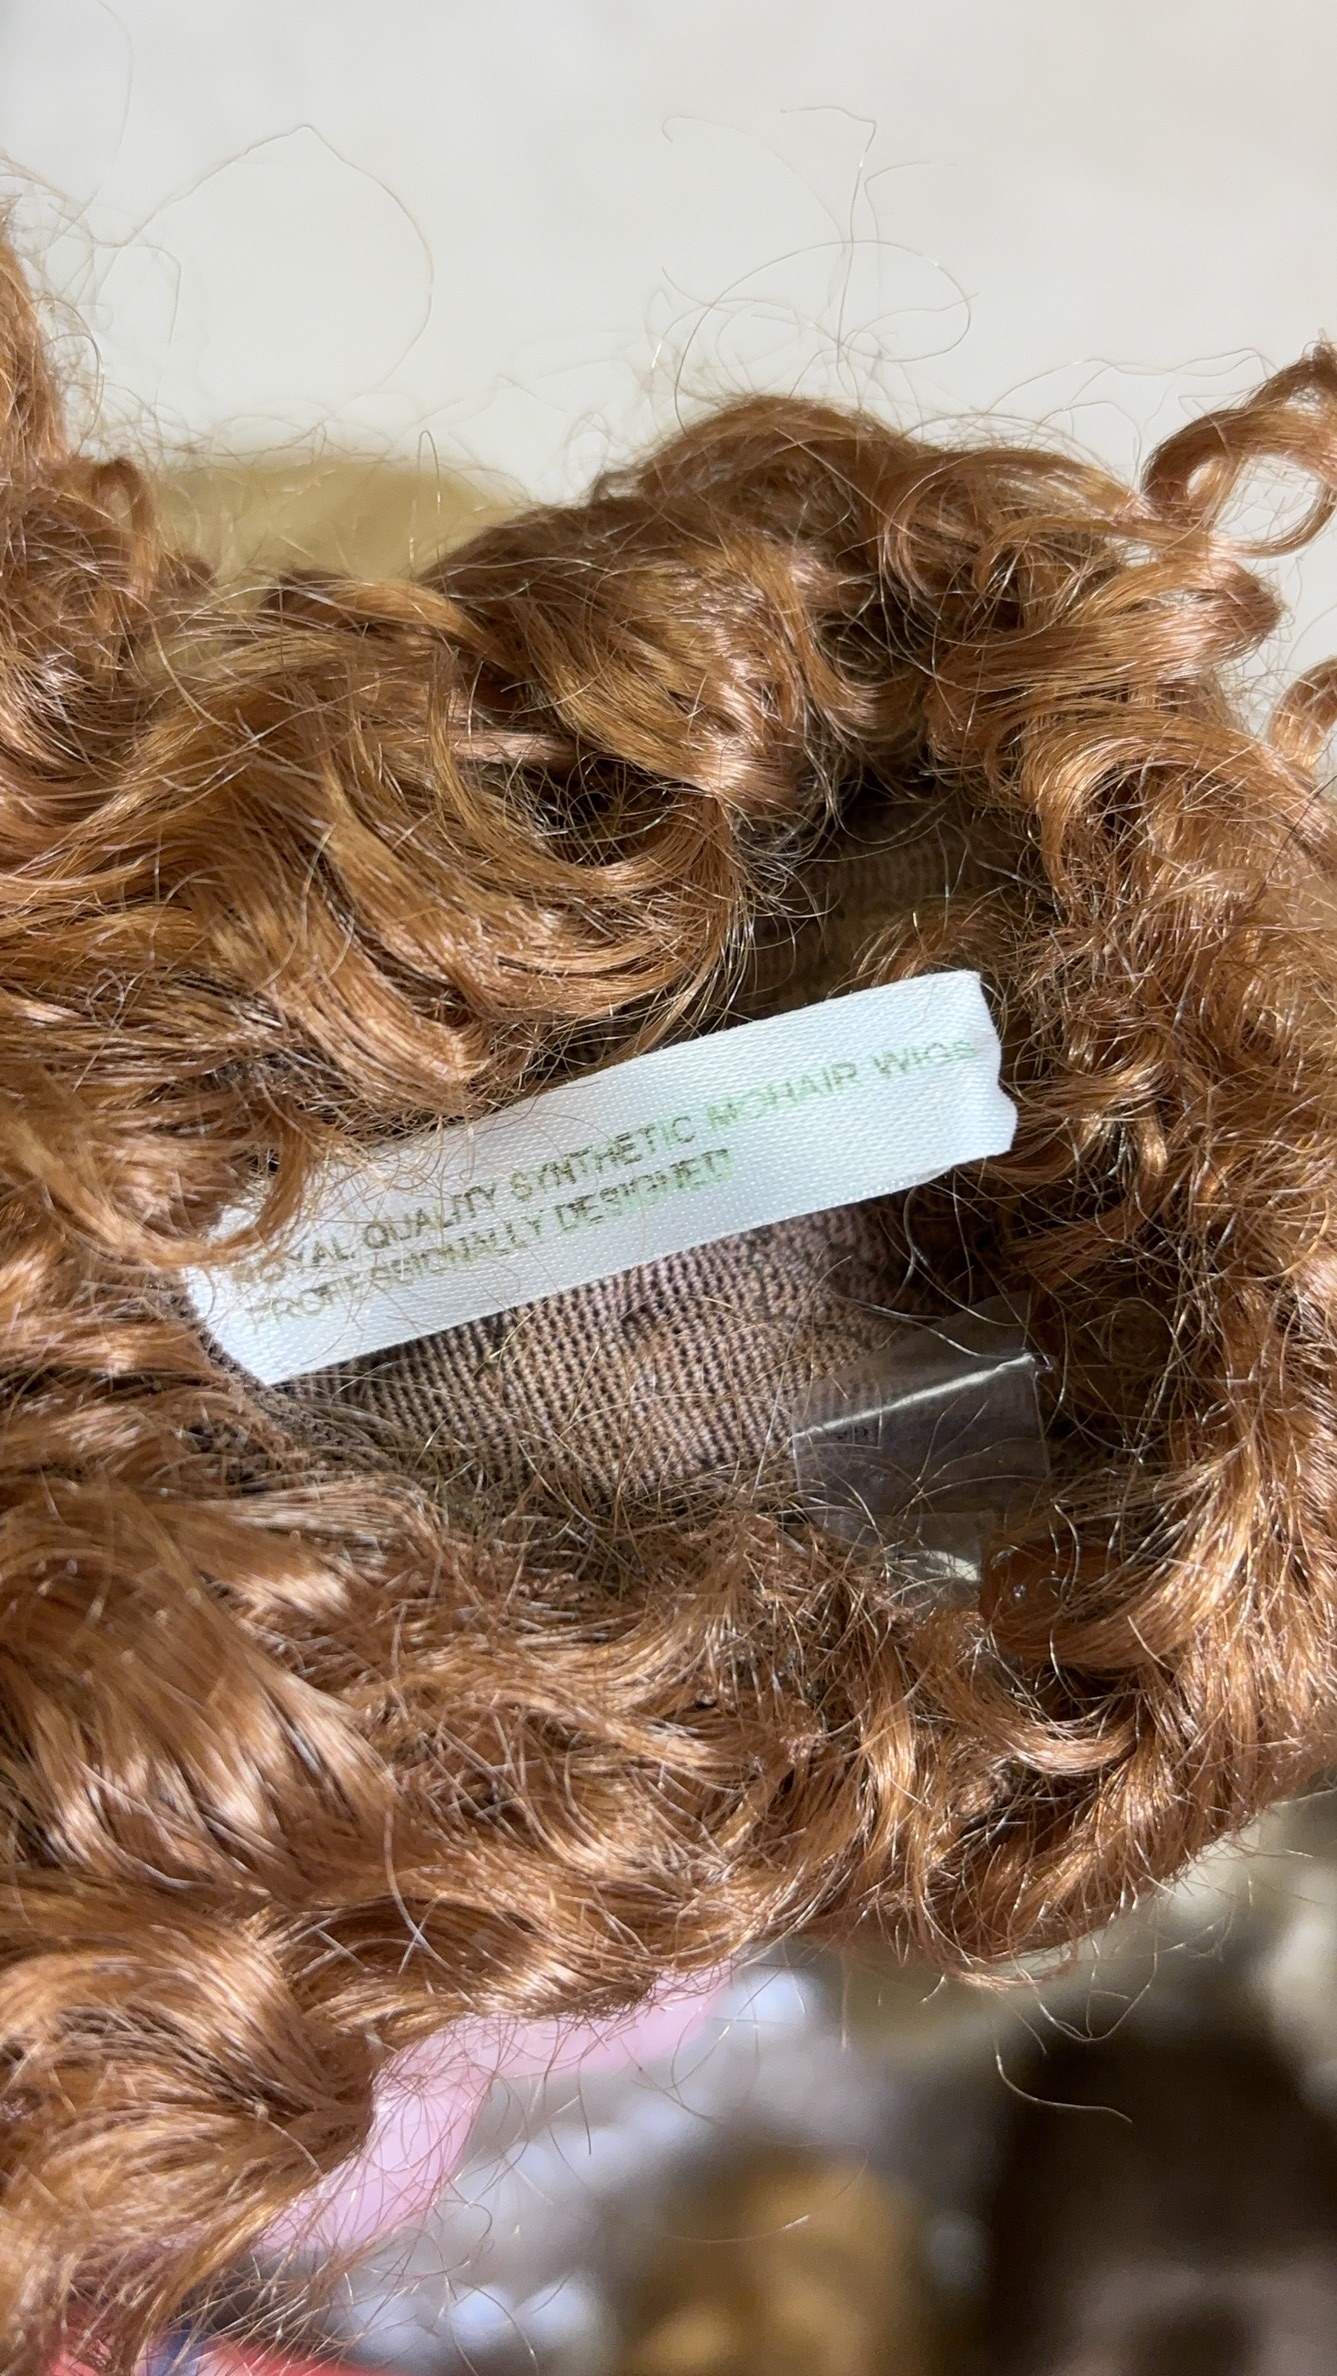 ROYAL QUALITY SYNTHETIC MOHAIR WIGS
PROFESSIONALLY DESIGNED